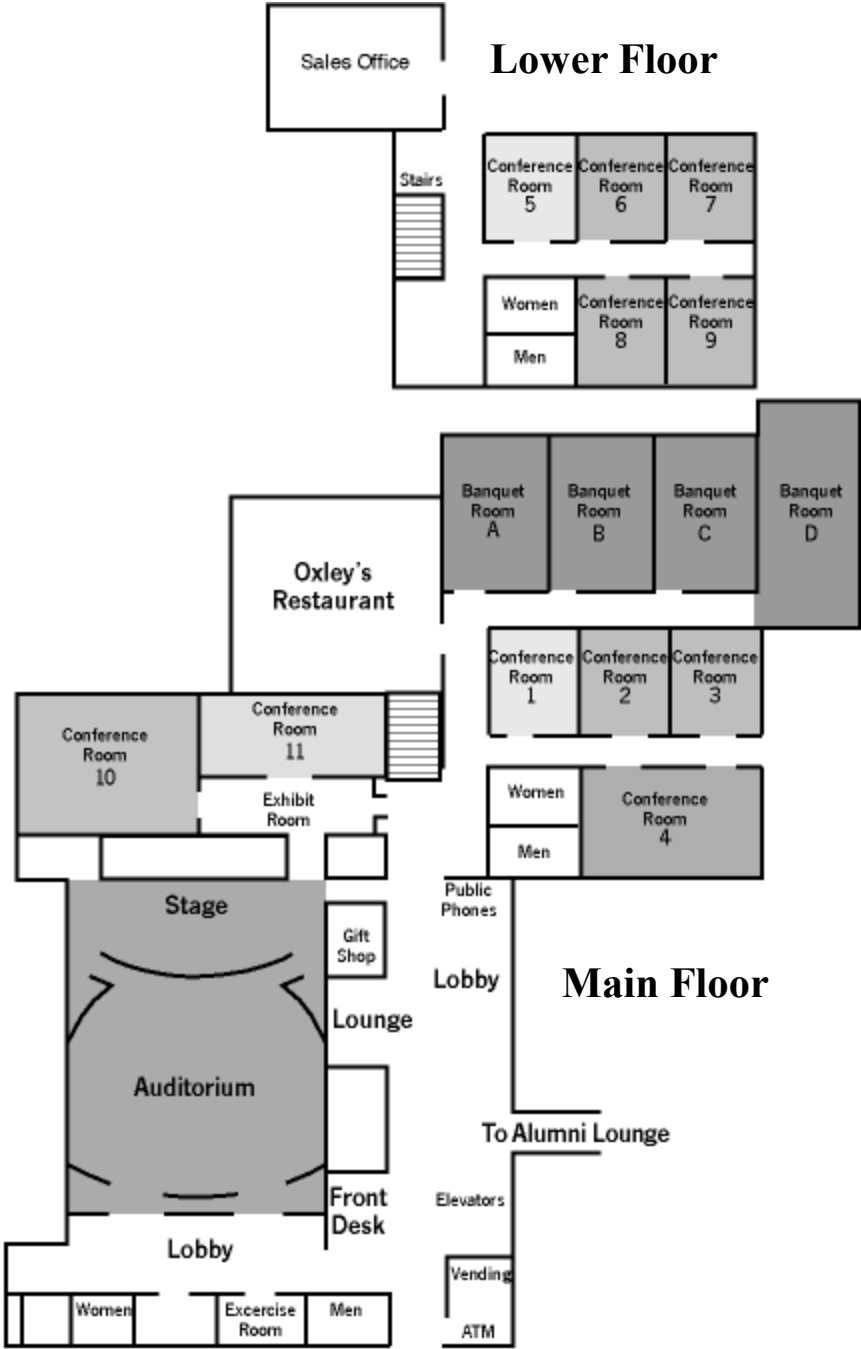 Sales Office
Lower Floor
Stairs
Conference
Room
5
Conference
Room
6
Conference
Room
7
Women
Men
Conference
Room
8
Conference
Room
9
Banquet
Room
A
Banquet
Room
B
Banquet
Room
C
Banquet
Room
D
Oxley's
Restaurant
Conference
Room
1
Conference
Room
2
Conference
Room
3
Conference
Room
10
Conference
Room
11
Exhibit
Room
Women
Men
Conference
Room
4
Public
Phones
Stage
Gift
Shop
Lobby
Main Floor
Lounge
Auditorium
To Alumni Lounge
Front
Desk
Elevators
Lobby
Vending
ATM
Women
Excercise
Room
Men